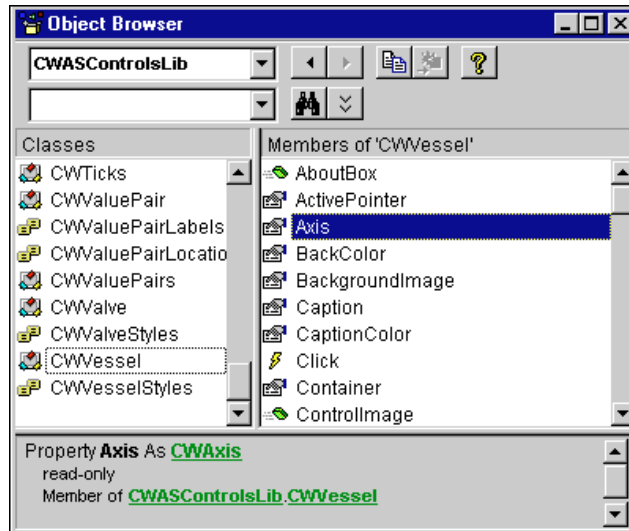 Object Browser
CWASControlsLib
Classes
CWTicks
CWValuePair
CWValuePairLabels
CWValuePairLocatio
CWValuePairs
CWValve
CWValveStyles
CWVessel
CWVesselStyles
Members of 'CWVessel'
AboutBox
ActivePointer
Axis
BackColor
BackgroundImage
Caption
CaptionColor
Click
Container
ControlImage
Property Axis As CWAxis
read-only
Member of CWASControlsLib.CWVessel